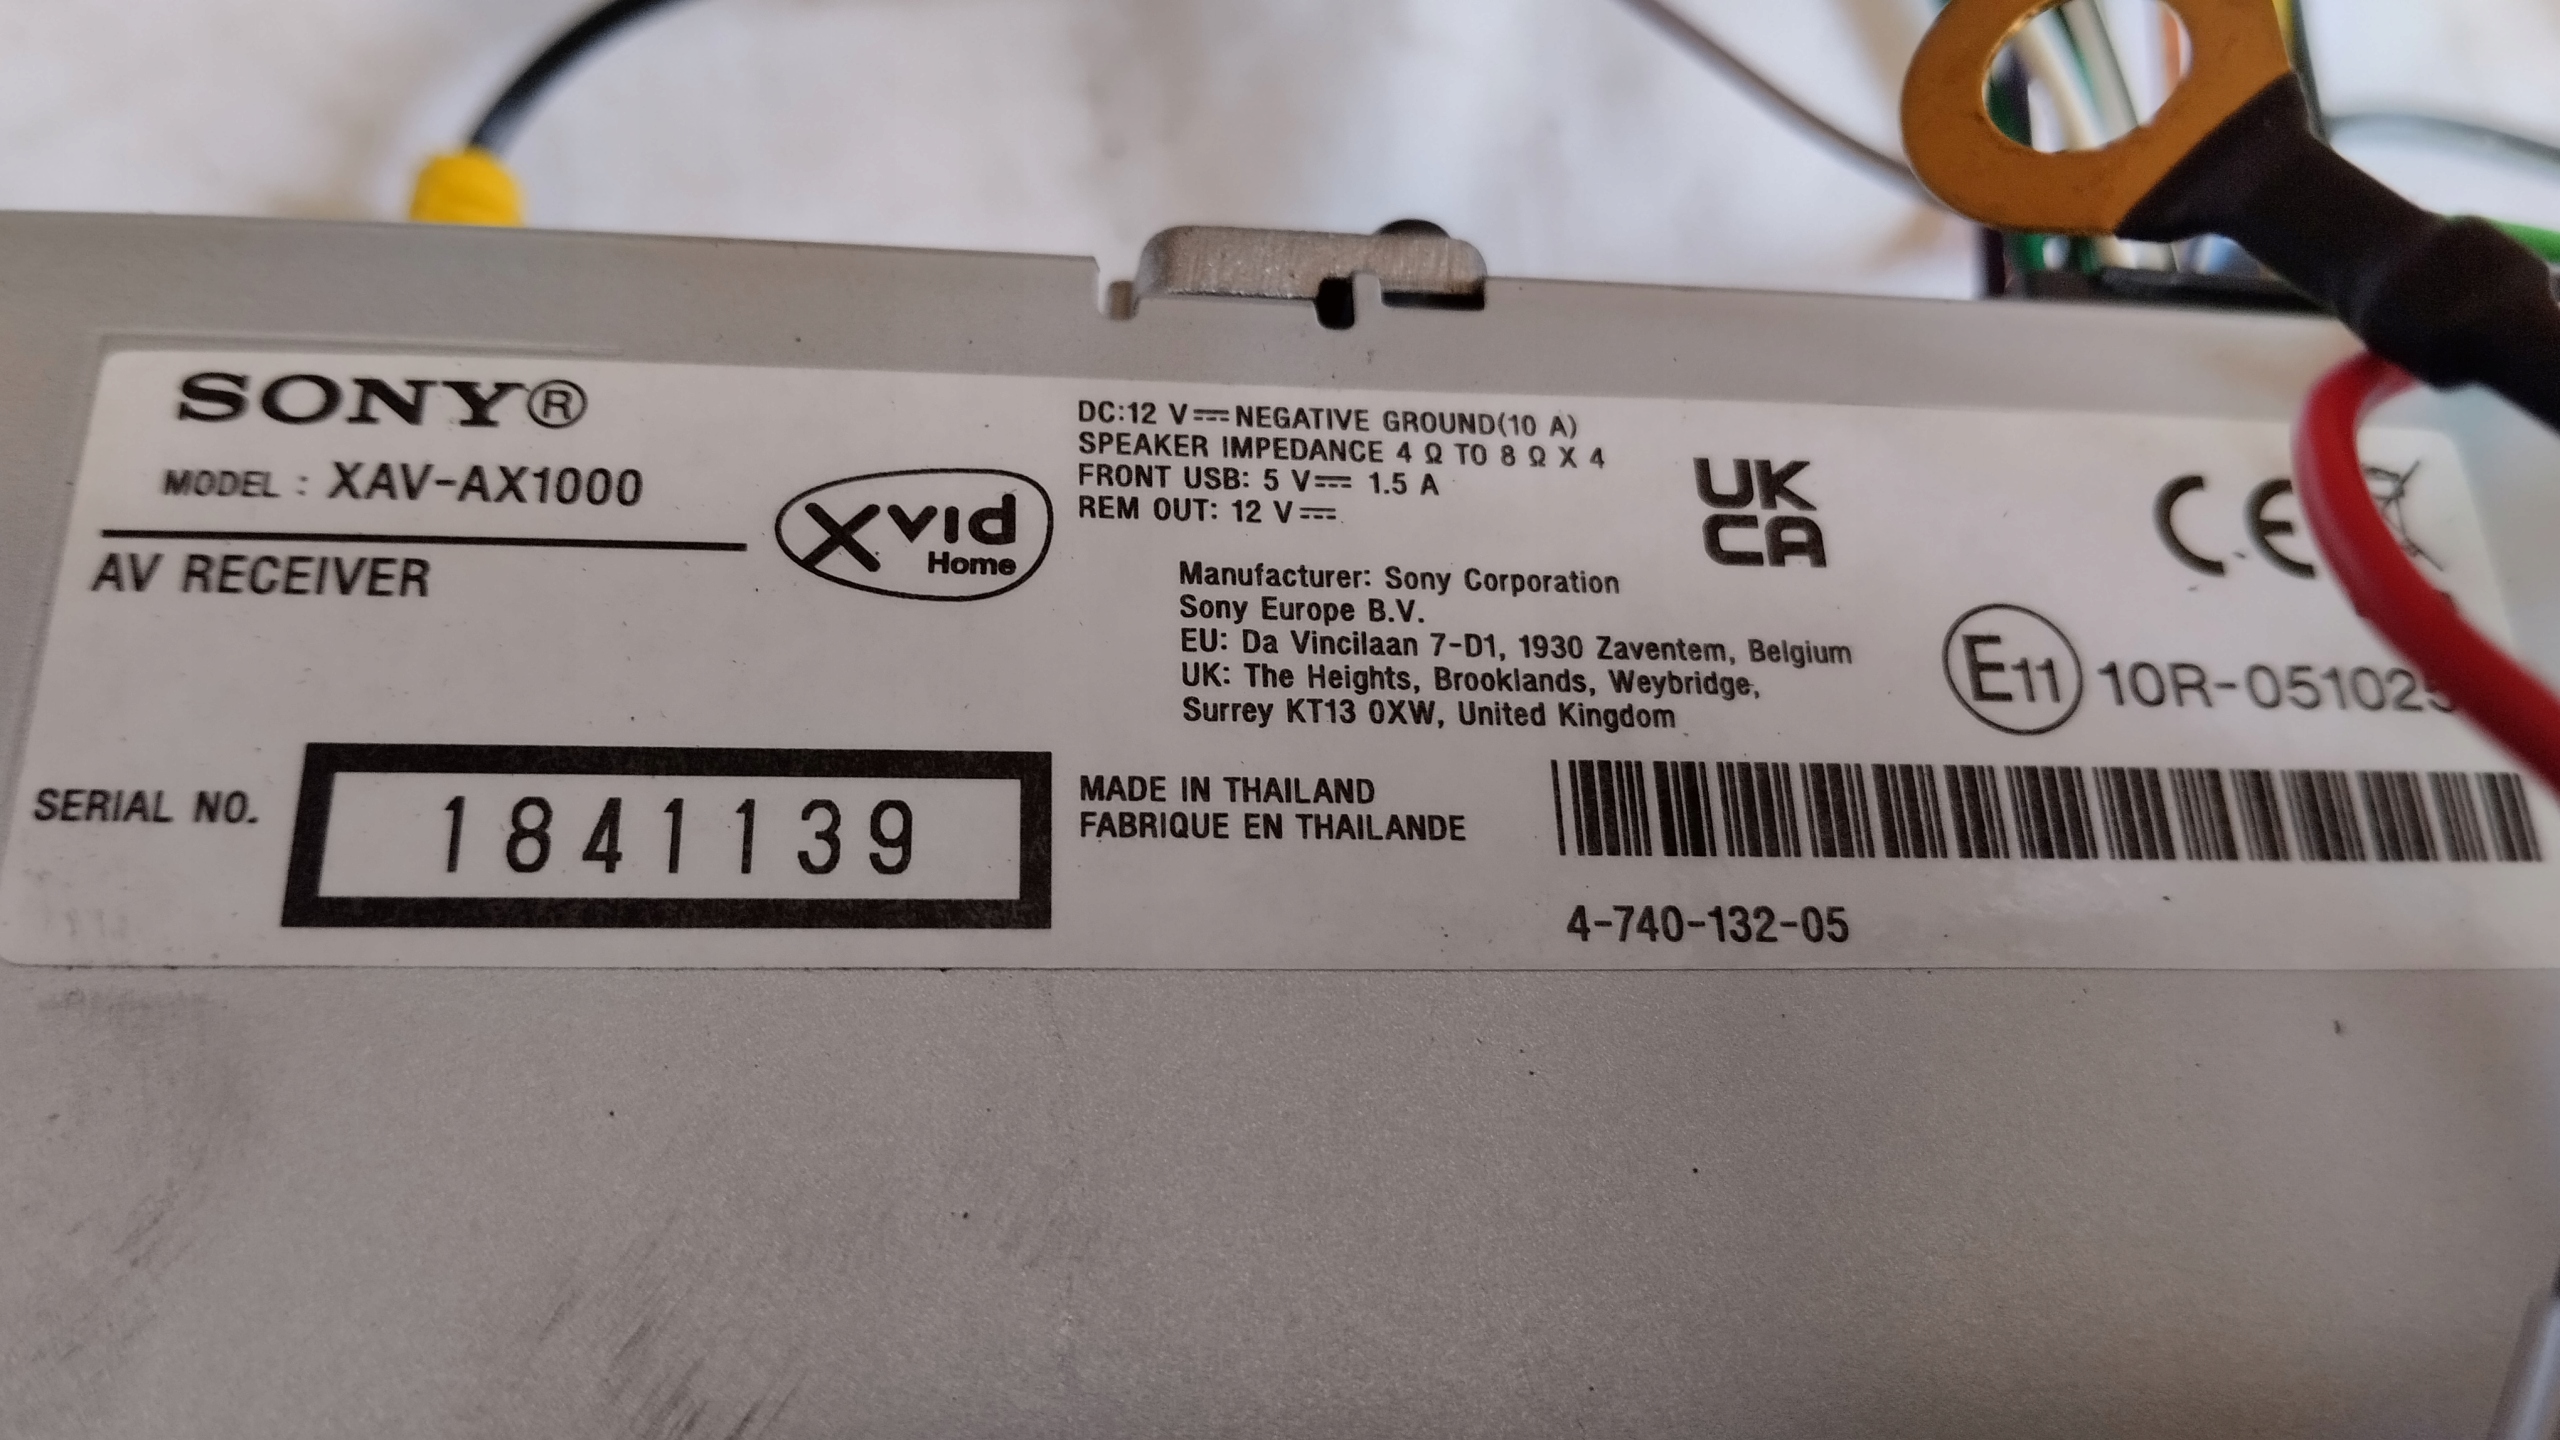 SONY®
MODEL : XAV-AX1000
AV RECEIVER
Xvid
Home
DC:12 V⎓NEGATIVE GROUND(10 A)
SPEAKER IMPEDANCE 4 Ω TO 8 Ω X 4
FRONT USB: 5 V⎓ 1.5 A
REM OUT: 12 V⎓
UK
CA
CE
Manufacturer: Sony Corporation
Sony Europe B.V.
EU: Da Vincilaan 7-D1, 1930 Zaventem, Belgium
UK: The Heights, Brooklands, Weybridge,
Surrey KT13 0XW, United Kingdom
E11
SERIAL NO. 1841139
MADE IN THAILAND
FABRIQUE EN THAILANDE
4-740-132-05